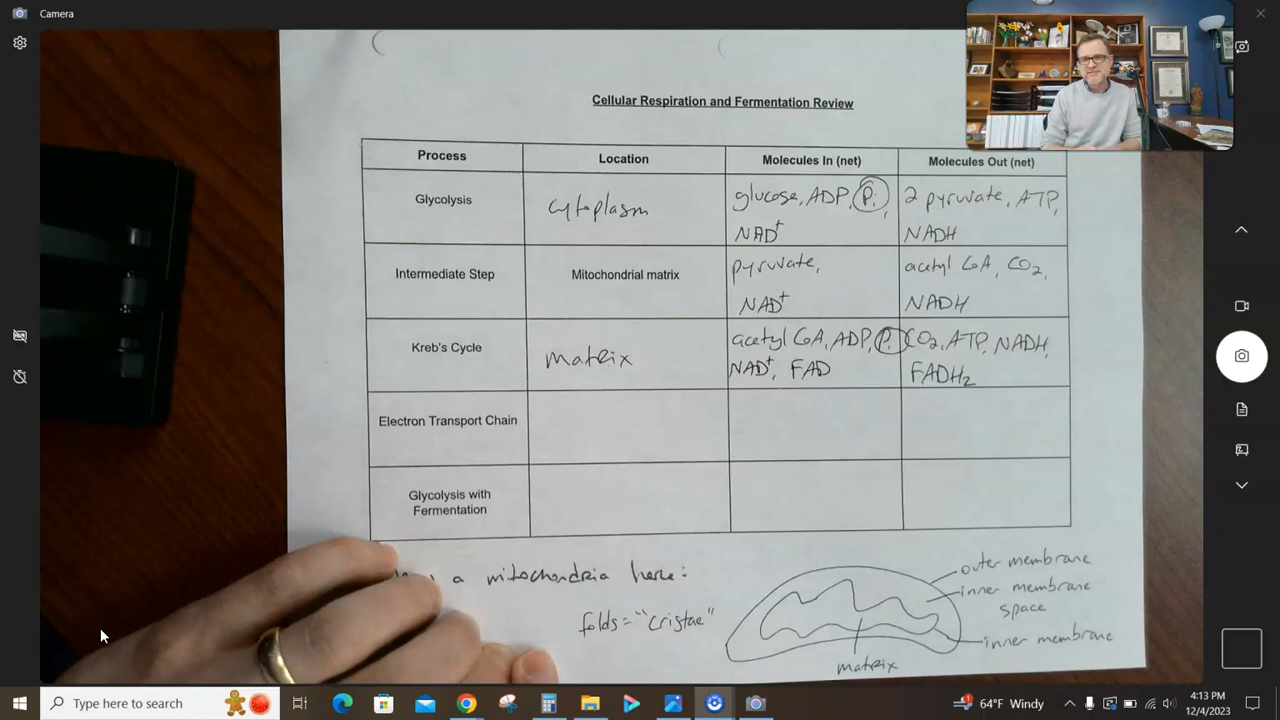 Camera
Cellular Respiration and Fermentation Review
Process Location Molecules In (net) Molecules Out (net)
Glycolysis
cytoplasm
glucose, ADP, Pi,
NAD+
2 pyruvate, ATP,
NADH
Intermediate Step
Mitochondrial matrix
pyruvate,
NAD+
acetyl CoA, CO2,
NADH
Kreb's Cycle
matrix
acetyl CoA, ADP, Pi
NAD+, FAD
CO2, ATP, NADH,
FADH2
Electron Transport Chain
Glycolysis with
Fermentation
a mitochondria here:
folds = "cristae"
outer membrane
inner membrane
space
inner membrane
matrix
Type here to search
64°F Windy
4:13 PM
12/4/2023